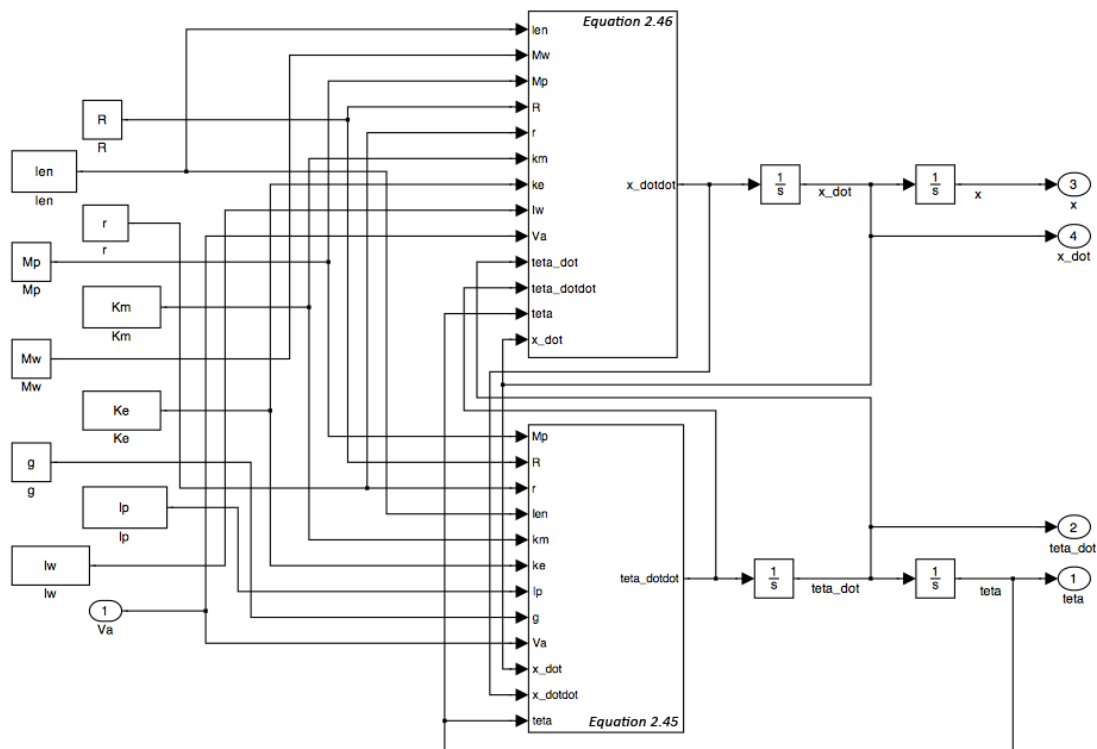 Equation 2.46
len
Mw
Mp
R
r
km
ke
Iw
Va
teta_dot
teta_dotdot
teta
x_dot
x_dotdot
R
R
len
len
r
r
Mp
Mp
Km
Km
Mw
Mw
Ke
Ke
g
g
Ip
Ip
Iw
Iw
1
Va
1
s
x_dot
1
s
x
3
x
4
x_dot
Mp
R
r
len
km
ke
Ip
g
Va
x_dot
x_dotdot
teta
teta_dotdot
Equation 2.45
1
s
teta_dot
1
s
teta
2
teta_dot
1
teta